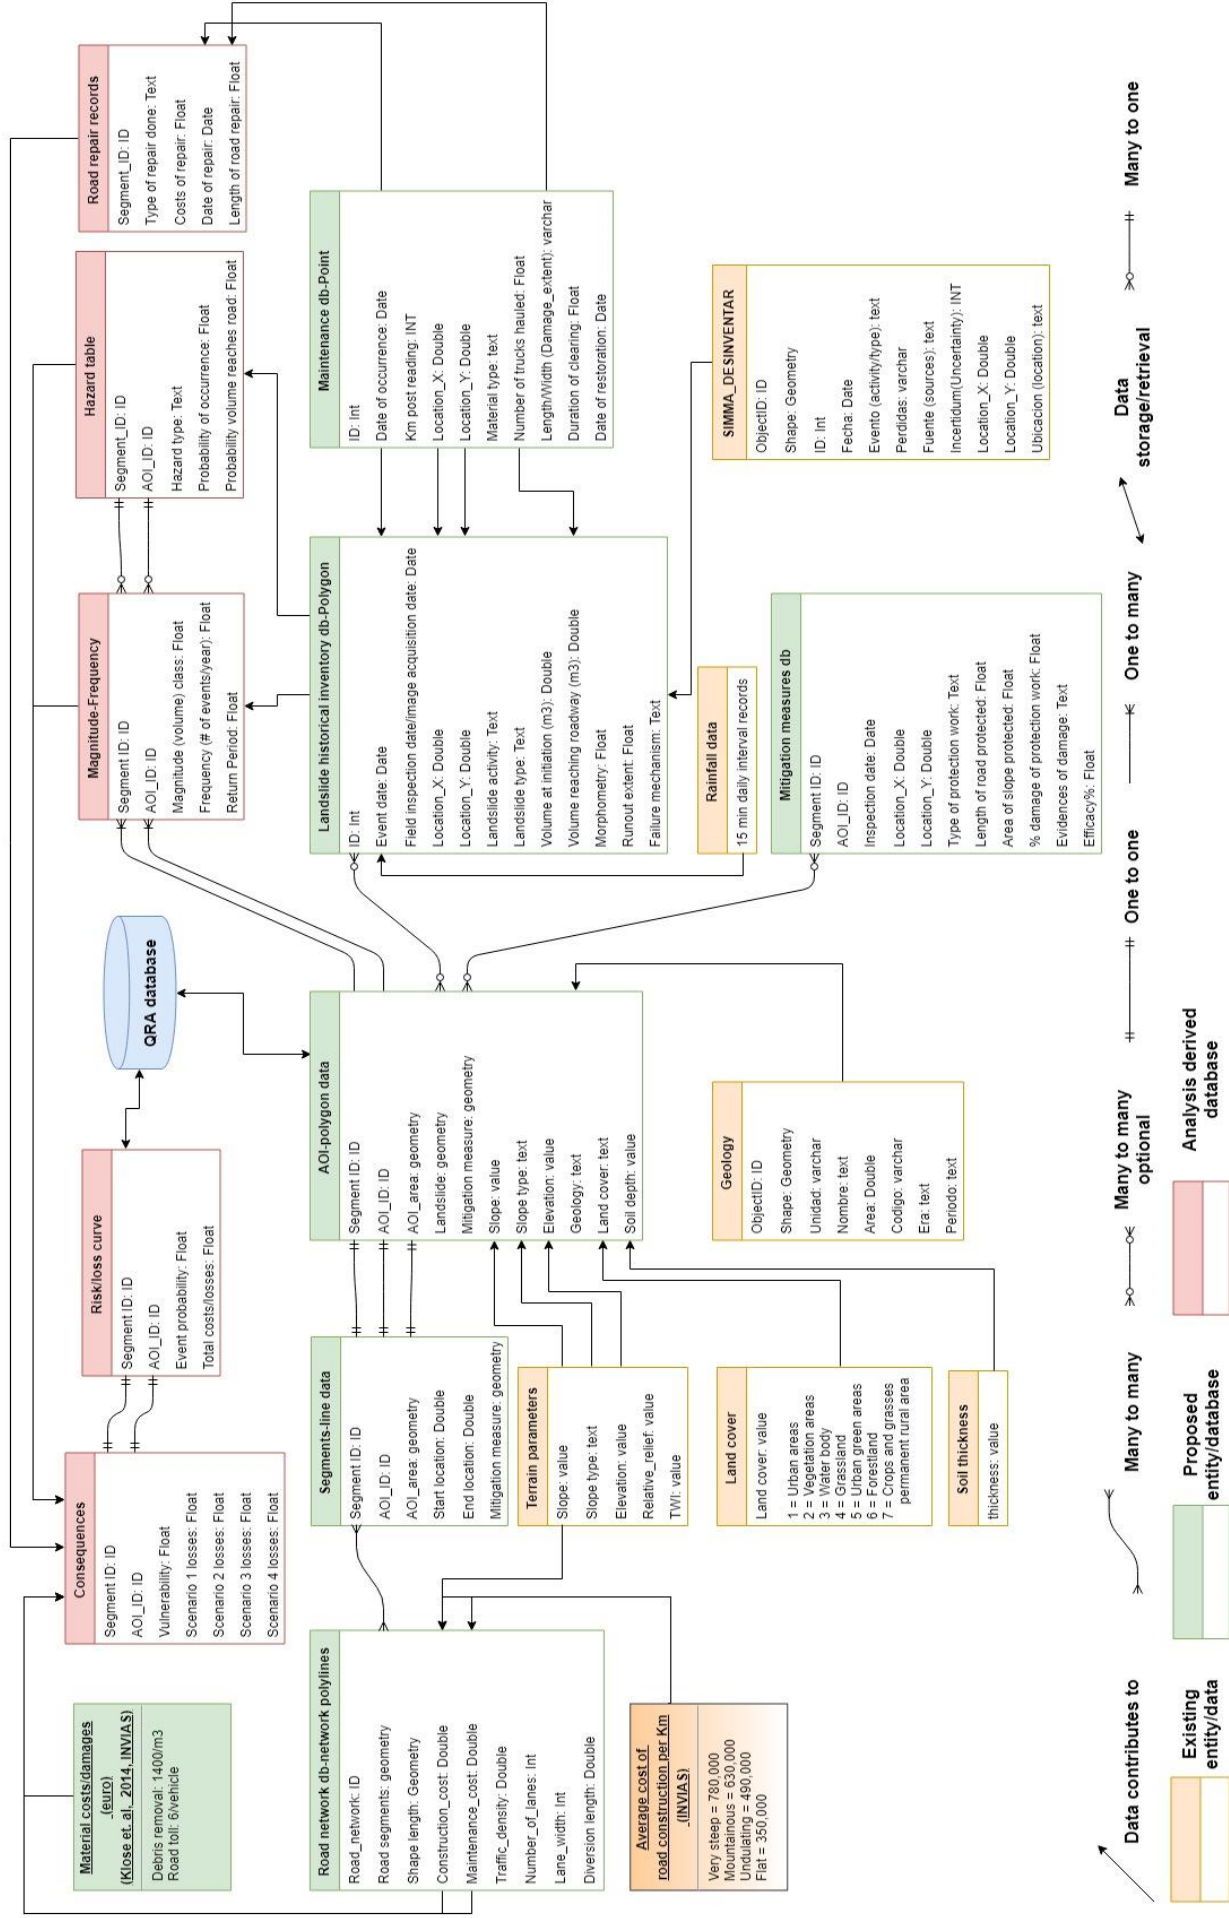 Material costs/damages
(euro)
(Klose et. al, 2014, INVIAS)
Debris removal: 1400/m3
Road toll: 6/vehicle
Consequences
Segment ID: ID
AOI_ID: ID
Vulnerability: Float
Scenario 1 losses: Float
Scenario 2 losses: Float
Scenario 3 losses: Float
Scenario 4 losses: Float
Risk/loss curve
Segment ID: ID
AOI_ID: ID
Event probability: Float
Total costs/losses: Float
QRA database
Magnitude-Frequency
Segment ID: ID
AOI_ID: ID
Magnitude (volume) class: Float
Frequency (# of events/year): Float
Return Period: Float
Hazard table
Segment_ID: ID
AOI_ID: ID
Hazard type: Text
Probability of occurrence: Float
Probability volume reaches road: Float
Road repair records
Segment_ID: ID
Type of repair done: Text
Costs of repair: Float
Date of repair: Date
Length of road repair: Float
Road network db-network polylines
Road_network: ID
Road segments: geometry
Shape length: Geometry
Construction_cost: Double
Maintenance_cost: Double
Traffic_density: Double
Number_of_lanes: Int
Lane_width: Int
Diversion length: Double
Segments-line data
Segment ID: ID
AOI_ID: ID
AOI_area: geometry
Start location: Double
End location: Double
Mitigation measure: geometry
AOI-polygon data
Segment ID: ID
AOI_ID: ID
AOI_area: geometry
Landslide: geometry
Mitigation measure: geometry
Slope: value
Slope type: text
Elevation: value
Geology: text
Land cover: text
Soil depth: value
Landslide historical inventory db-Polygon
ID: Int
Event date: Date
Field inspection date/image acquisition date: Date
Location_X: Double
Location_Y: Double
Landslide activity: Text
Landslide type: Text
Volume at initiation (m3): Double
Volume reaching roadway (m3): Double
Morphometry: Float
Runout extent: Float
Failure mechanism: Text
Maintenance db-Point
ID: Int
Date of occurrence: Date
Km post reading: INT
Location_X: Double
Location_Y: Double
Material type: text
Number of trucks hauled: Float
Length/Width (Damage_extent): varchar
Duration of clearing: Float
Date of restoration: Date
Terrain parameters
Slope: value
Slope type: text
Elevation: value
Relative_relief: value
TWI: value
Average cost of
road construction per Km
(INVIAS)
Very steep = 780,000
Mountainous = 630,000
Undulating = 490,000
Flat = 350,000
Land cover
Land cover: value
1 = Urban areas
2 = Vegetation areas
3 = Water body
4 = Grassland
5 = Urban green areas
6 = Forestland
7 = Crops and grasses
permanent rural area
Geology
ObjectID: ID
Shape: Geometry
Unidad: varchar
Nombre: text
Area: Double
Codigo: varchar
Era: text
Periodo: text
Rainfall data
15 min daily interval records
SIMMA_DESINVENTAR
ObjectID: ID
Shape: Geometry
ID: Int
Fecha: Date
Evento (activity/type): text
Perdidas: varchar
Fuente (sources): text
Incertidum(Uncertainty): INT
Location_X: Double
Location_Y: Double
Ubicacion (location): text
Soil thickness
thickness: value
Mitigation measures db
Segment ID: ID
AOI_ID: ID
Inspection date: Date
Location_X: Double
Location_Y: Double
Type of protection work: Text
Length of road protected: Float
Area of slope protected: Float
% damage of protection work: Float
Evidences of damage: Text
Efficacy%: Float
Data contributes to
Many to many
Many to many
optional
One to one
One to many
Data
storage/retrieval
Many to one
Existing
entity/data
Proposed
entity/database
Analysis derived
database